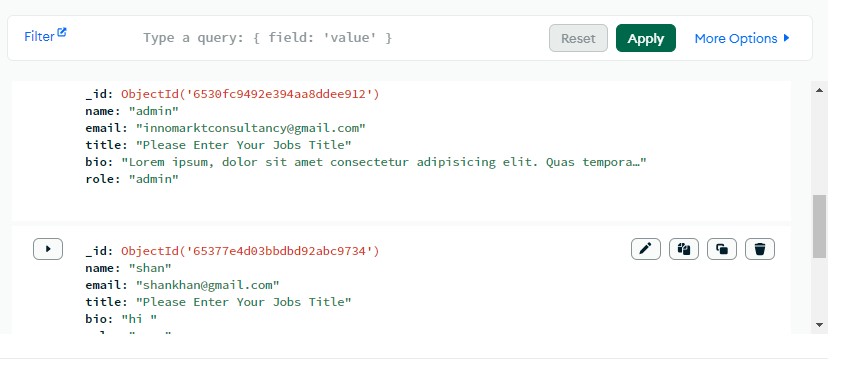 Filter
Type a query: { field: 'value' }
Reset
Apply
More Options
_id: ObjectId('6530fc9492e394aa8ddee912')
name: "admin"
email: "innomarktconsultancy@gmail.com"
title: "Please Enter Your Jobs Title"
bio: "Lorem ipsum, dolor sit amet consectetur adipisicing elit. Quas tempora…"
role: "admin"
_id: ObjectId('65377e4d03bbdbd92abc9734')
name: "shan"
email: "shankhan@gmail.com"
title: "Please Enter Your Jobs Title"
bio: "hi "